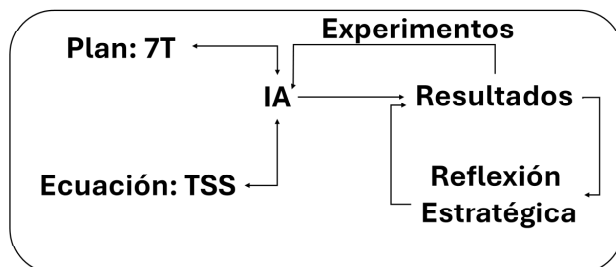 Experimentos
Plan: 7T
IA
Resultados
Ecuación: TSS
Reflexión
Estratégica